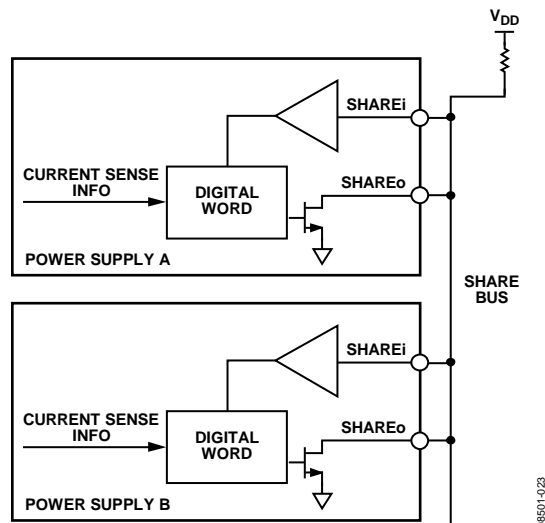 VDD
SHAREi
CURRENT SENSE
INFO
DIGITAL
WORD
SHAREo
POWER SUPPLY A
SHARE
BUS
SHAREi
CURRENT SENSE
INFO
DIGITAL
WORD
SHAREo
POWER SUPPLY B
8501-023